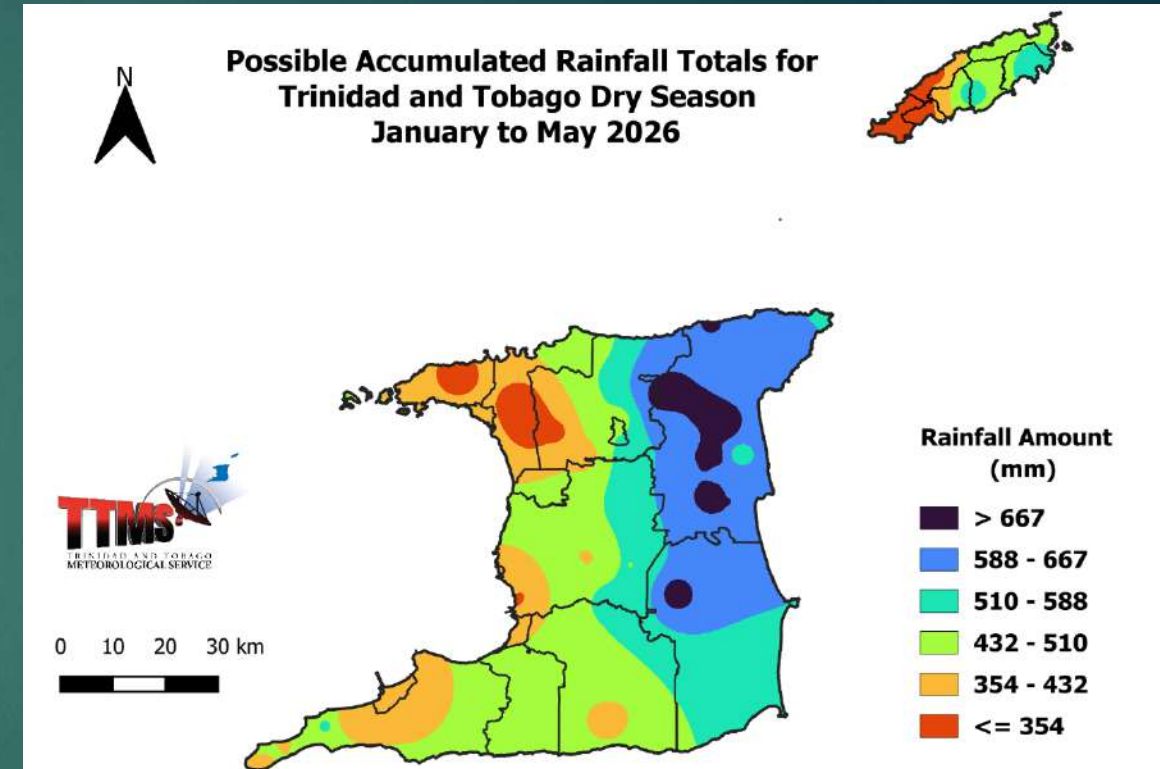 Possible Accumulated Rainfall Totals for
Trinidad and Tobago Dry Season
January to May 2026
N
Rainfall Amount
(mm)
> 667
588 - 667
510 - 588
432 - 510
354 - 432
<= 354
TTMS
TRINIDAD AND TOBAGO
METEOROLOGICAL SERVICE
0 10 20 30 km